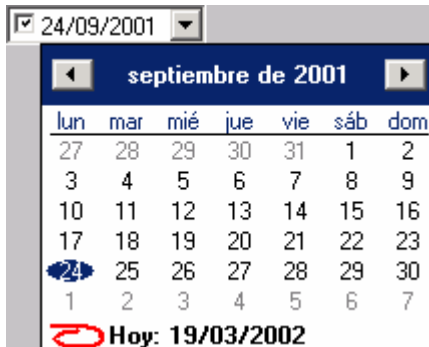 24/09/2001
septiembre de 2001
lun mar mié jue vie sáb dom
27 28 29 30 31 1 2
3 4 5 6 7 8 9
10 11 12 13 14 15 16
17 18 19 20 21 22 23
24 25 26 27 28 29 30
1 2 3 4 5 6 7
Hoy: 19/03/2002